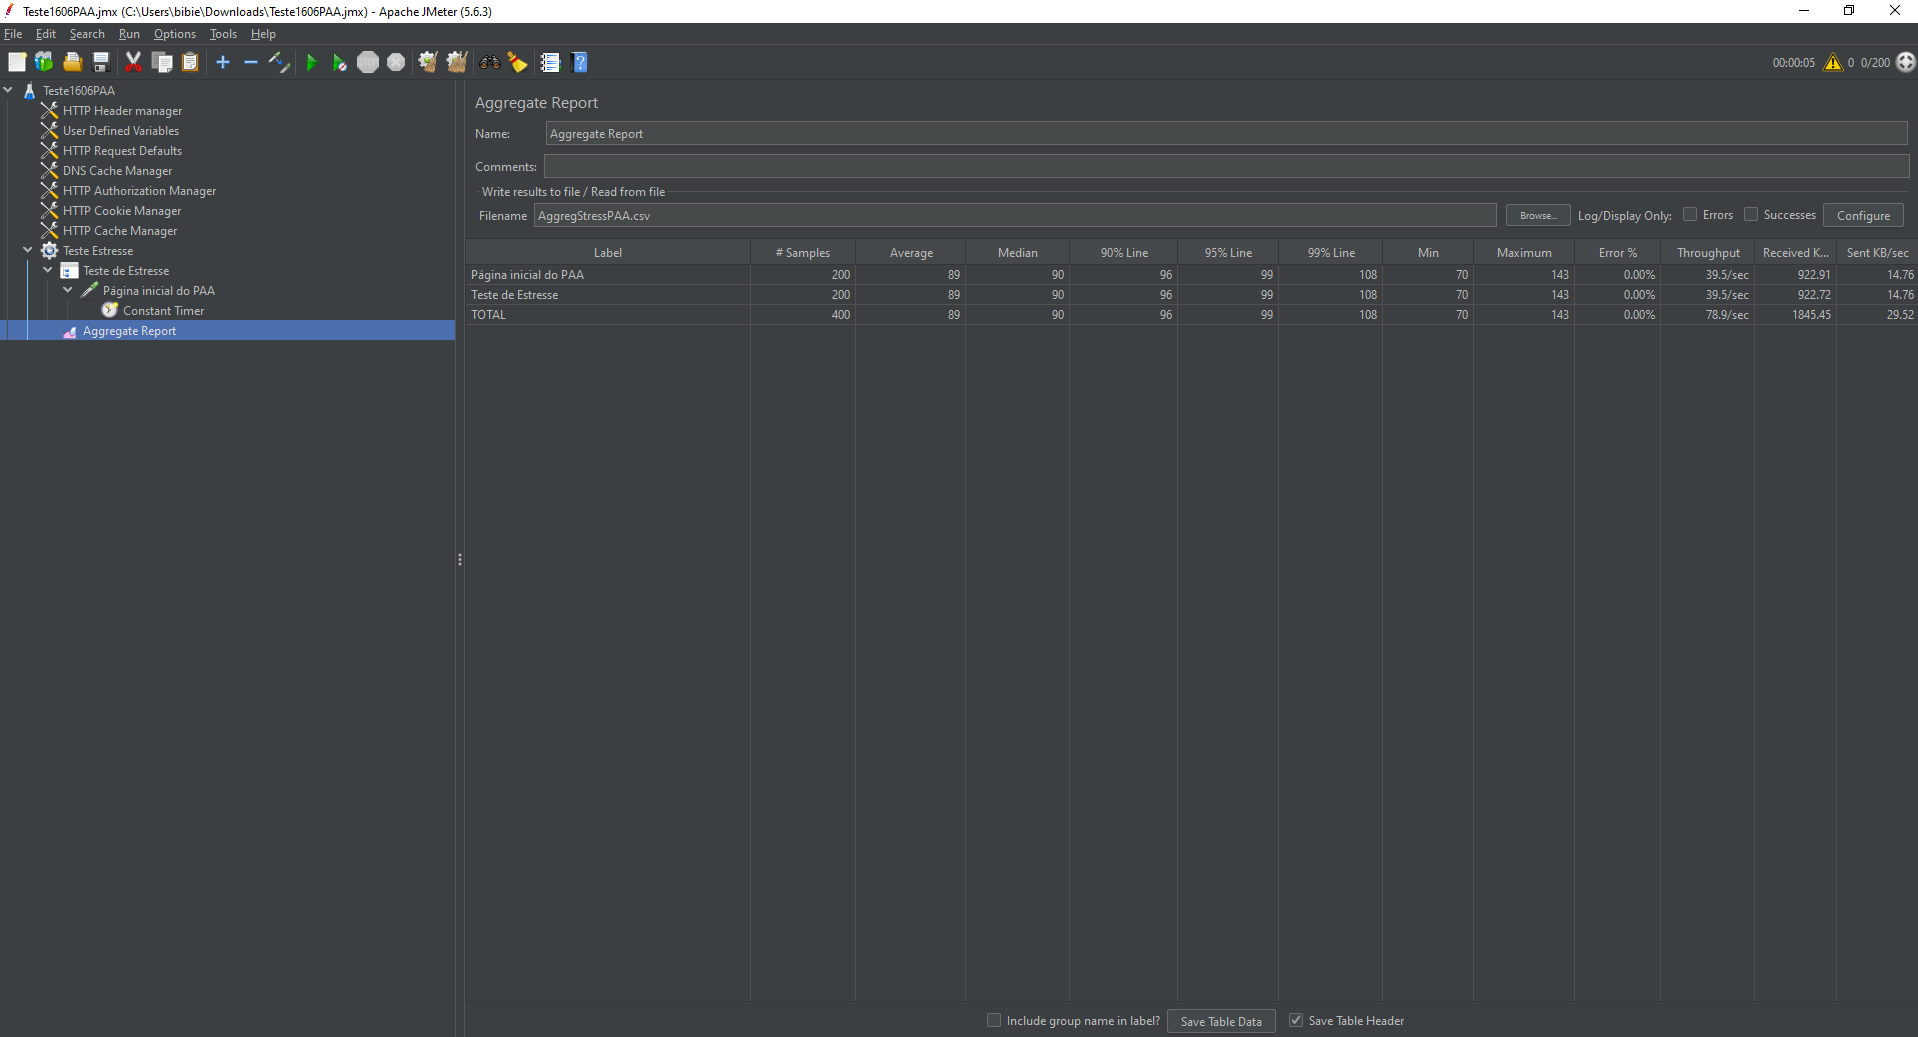 Teste1606PAA.jmx (C:\Users\bibie\Downloads\Teste1606PAA.jmx) - Apache JMeter (5.6.3)
File Edit Search Run Options Tools Help
STOP
00:00:05 0 0/200
Teste1606PAA
HTTP Header manager
User Defined Variables
HTTP Request Defaults
DNS Cache Manager
HTTP Authorization Manager
HTTP Cookie Manager
HTTP Cache Manager
Teste Estresse
Teste de Estresse
Página inicial do PAA
Constant Timer
Aggregate Report
Aggregate Report
Name: Aggregate Report
Comments:
Write results to file / Read from file
Filename AggregStressPAA.csv Browse... Log/Display Only: Errors Successes Configure
Label # Samples Average Median 90% Line 95% Line 99% Line Min Maximum Error % Throughput Received K... Sent KB/sec
Página inicial do PAA 200 89 90 96 99 108 70 143 0.00% 39.5/sec 922.91 14.76
Teste de Estresse 200 89 90 96 99 108 70 143 0.00% 39.5/sec 922.72 14.76
TOTAL 400 89 90 96 99 108 70 143 0.00% 78.9/sec 1845.45 29.52
Include group name in label? Save Table Data Save Table Header